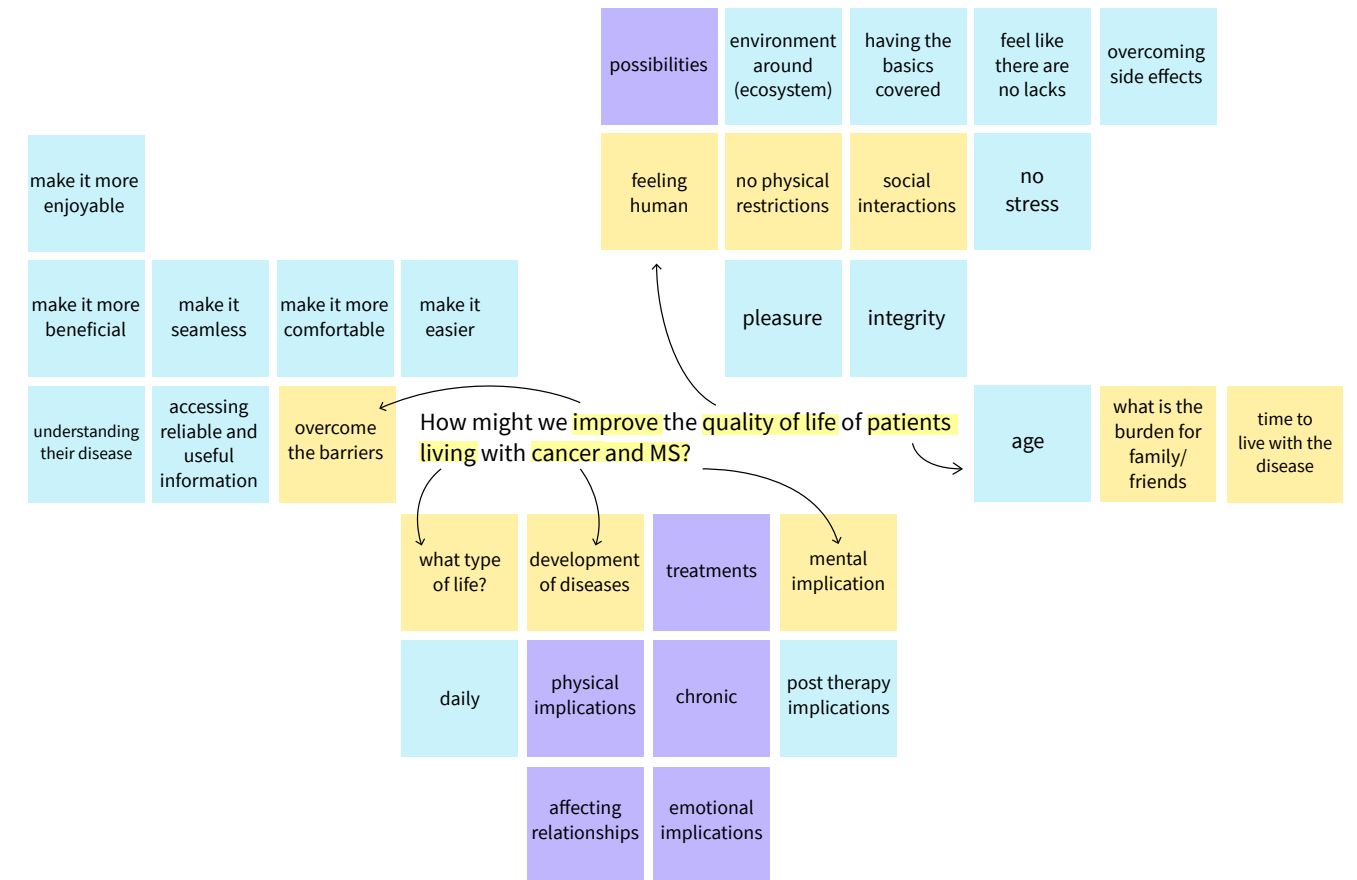 possibilities
environment
around
(ecosystem)
having the
basics
covered
feel like
there are
no lacks
overcoming
side effects
make it more
enjoyable
feeling
human
no physical
restrictions
social
interactions
no
stress
make it more
beneficial
make it
seamless
make it more
comfortable
make it
easier
pleasure
integrity
understanding
their disease
accessing
reliable and
useful
information
overcome
the barriers
How might we improve the quality of life of patients
living with cancer and MS?
age
what is the
burden for
family/
friends
time to
live with the
disease
what type
of life?
development
of diseases
treatments
mental
implication
daily
physical
implications
chronic
post therapy
implications
affecting
relationships
emotional
implications